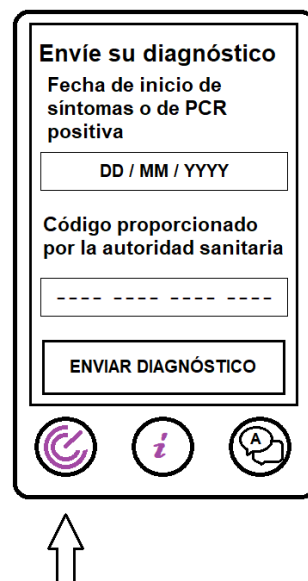 Envíe su diagnóstico
Fecha de inicio de
síntomas o de PCR
positiva
DD / MM / YYYY
Código proporcionado
por la autoridad sanitaria
---- ---- ---- ----
ENVIAR DIAGNÓSTICO
i
A